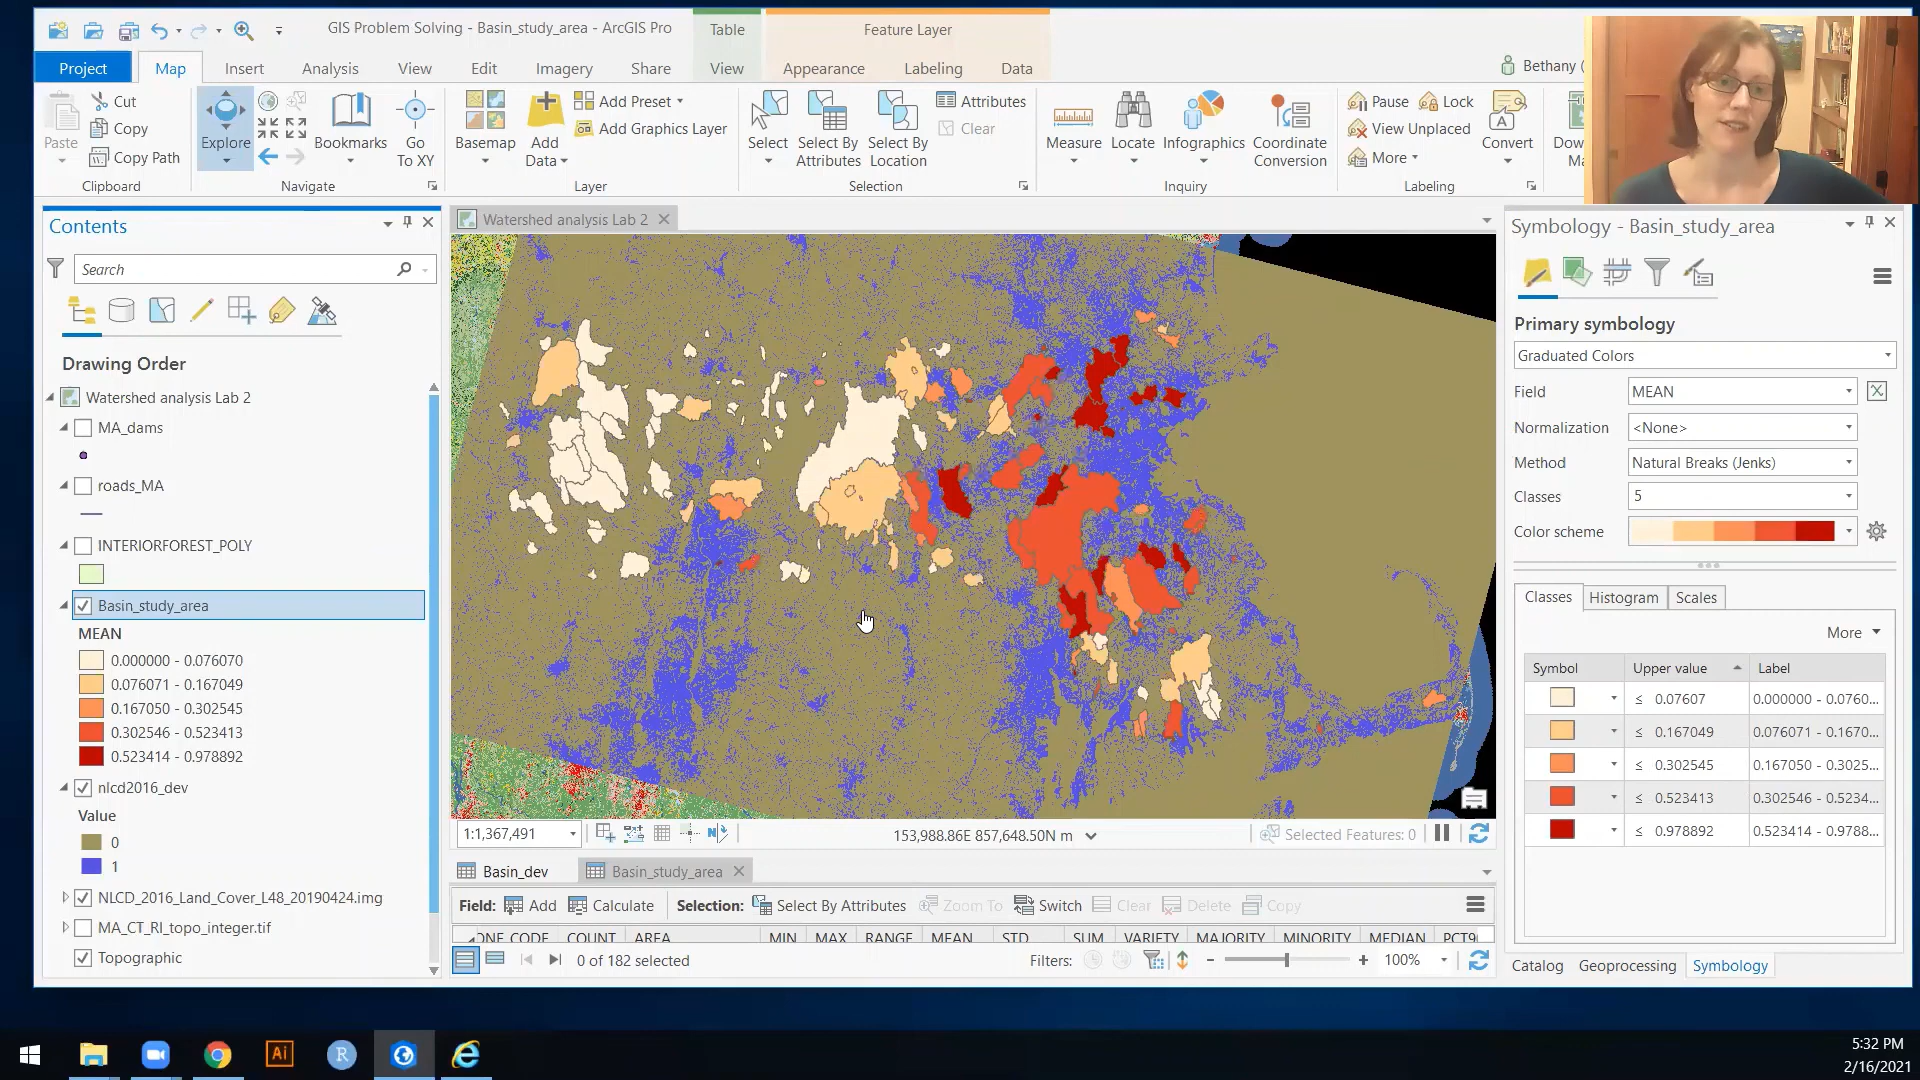 GIS Problem Solving - Basin_study_area - ArcGIS Pro
Table
Feature Layer
Project
Map
Insert
Analysis
View
Edit
Imagery
Share
View
Appearance
Labeling
Data
Bethany (
Paste
Cut
Copy
Copy Path
Clipboard
Explore
Bookmarks
Go
To XY
Navigate
Basemap
Add
Data
Add Preset
Add Graphics Layer
Layer
Select
Select By
Attributes
Select By
Location
Attributes
Clear
Selection
Measure
Locate
Infographics
Coordinate
Conversion
Inquiry
Pause
Lock
View Unplaced
More
Convert
Labeling
Contents
Search
Drawing Order
Watershed analysis Lab 2
MA_dams
roads_MA
INTERIORFOREST_POLY
Basin_study_area
MEAN
0.000000 - 0.076070
0.076071 - 0.167049
0.167050 - 0.302545
0.302546 - 0.523413
0.523414 - 0.978892
nlcd2016_dev
Value
0
1
NLCD_2016_Land_Cover_L48_20190424.img
MA_CT_RI_topo_integer.tif
Topographic
Watershed analysis Lab 2
1:1,367,491
153,988.86E 857,648.50N m
Selected Features: 0
Basin_dev
Basin_study_area
Field:
Add
Calculate
Selection:
Select By Attributes
Zoom To
Switch
Clear
Delete
Copy
ONE_CODE
COUNT
AREA
MIN
MAX
RANGE
MEAN
STD
SUM
VARIETY
MAJORITY
MINORITY
MEDIAN
0 of 182 selected
Filters:
100%
Symbology - Basin_study_area
Primary symbology
Graduated Colors
Field
MEAN
Normalization
<None>
Method
Natural Breaks (Jenks)
Classes
5
Color scheme
Classes
Histogram
Scales
More
Symbol
Upper value
Label
≤ 0.07607
0.000000 - 0.0760...
≤ 0.167049
0.076071 - 0.1670...
≤ 0.302545
0.167050 - 0.3025...
≤ 0.523413
0.302546 - 0.5234...
≤ 0.978892
0.523414 - 0.9788...
Catalog
Geoprocessing
Symbology
Ai
R
5:32 PM
2/16/2021